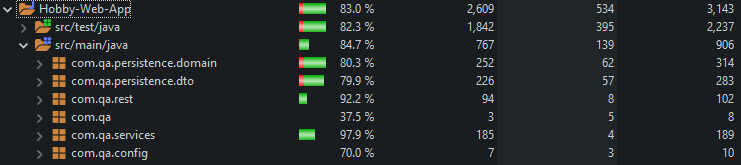 Hobby-Web-App 83.0 % 2,609 534 3,143
src/test/java 82.3 % 1,842 395 2,237
src/main/java 84.7 % 767 139 906
com.qa.persistence.domain 80.3 % 252 62 314
com.qa.persistence.dto 79.9 % 226 57 283
com.qa.rest 92.2 % 94 8 102
com.qa 37.5 % 3 5 8
com.qa.services 97.9 % 185 4 189
com.qa.config 70.0 % 7 3 10